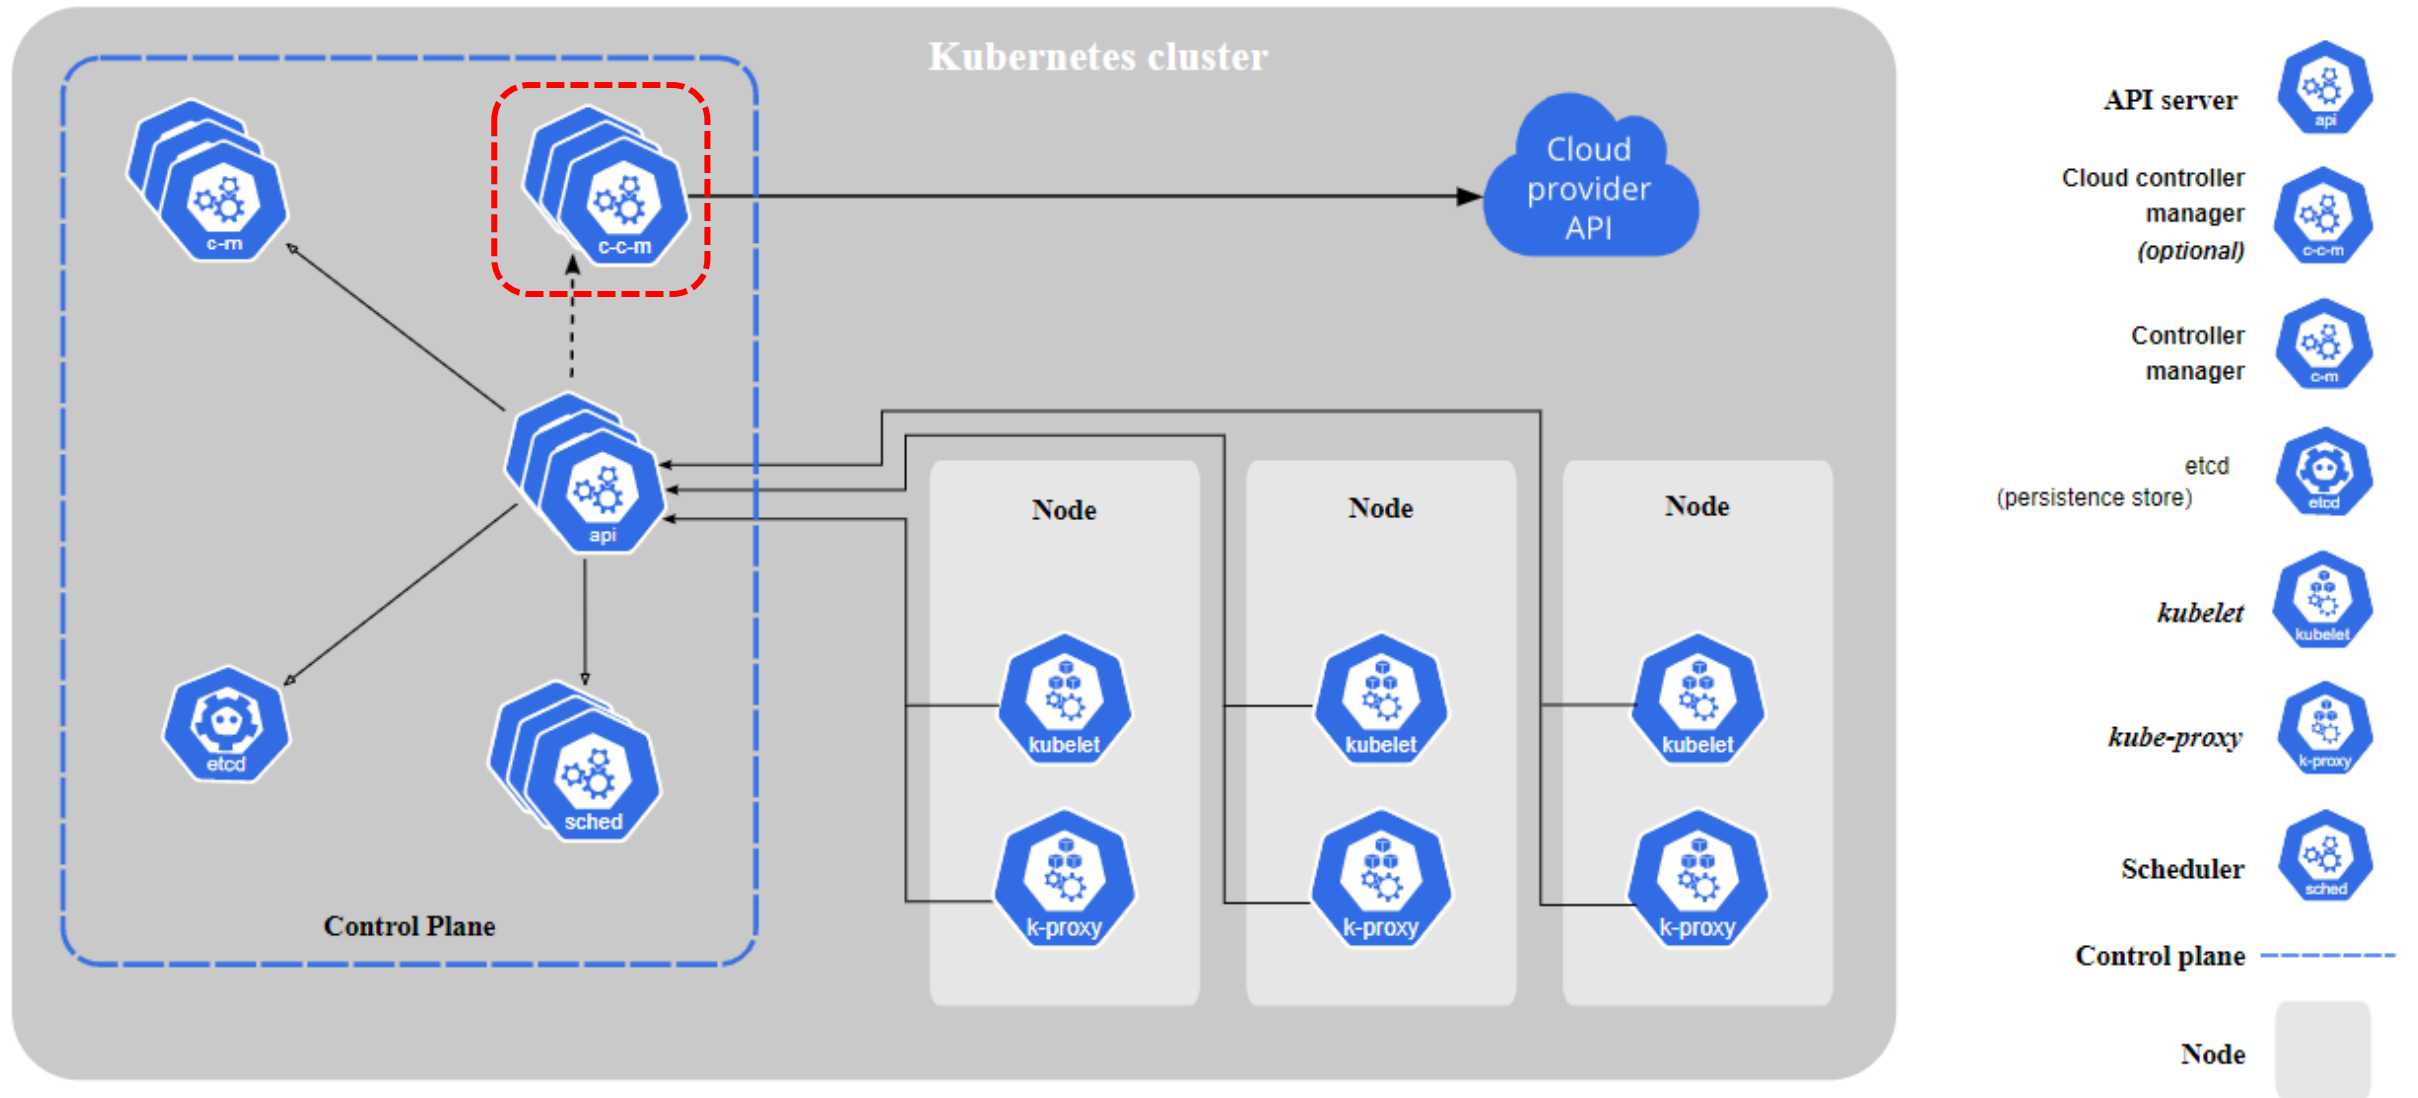 Kubernetes cluster
c-m
c-c-m
Cloud
provider
API
api
etcd
sched
Control Plane
Node
kubelet
k-proxy
Node
kubelet
k-proxy
Node
kubelet
k-proxy
API server
api
Cloud controller
manager
(optional)
c-c-m
Controller
manager
c-m
etcd
(persistence store)
etcd
kubelet
kubelet
kube-proxy
k-proxy
Scheduler
sched
Control plane
Node